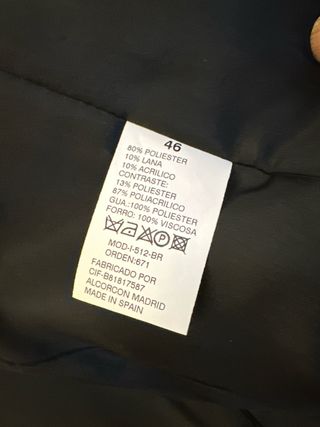 46
80% POLIESTER
10% LANA
10% ACRILICO
CONTRASTE:
13% POLIESTER
87% POLIACRILICO
GUA.:100% POLIESTER
FORRO: 100% VISCOSA
MOD-I-512-BR
ORDEN:671
FABRICADO POR
CIF-B81817587
ALCORCON MADRID
MADE IN SPAIN